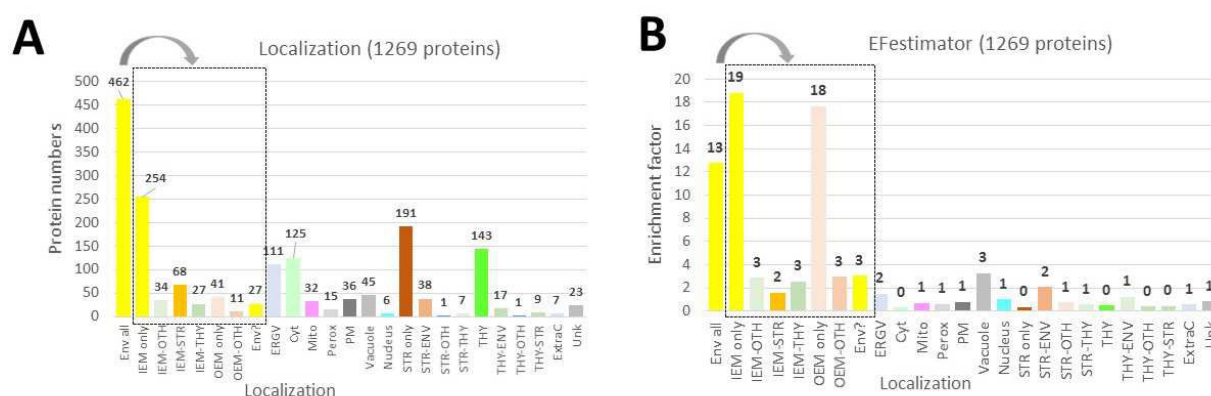 A
Localization (1269 proteins)
Protein numbers
500
450
400
350
300
250
200
150
100
50
0
462
254
34
68
27
41
11
27
111
125
32
15
36
45
6
191
38
1
7
143
17
1
9
7
23
Env all
IEM only
IEM-OTH
IEM-STR
IEM-THY
OEM only
OEM-OTH
Env?
ERGV
Cyt
Mito
Perox
PM
Vacuole
Nucleus
STR only
STR-ENV
STR-OTH
STR-THY
THY
THY-ENV
THY-OTH
THY-STR
ExtraC
Unk
Localization
B
EFestimator (1269 proteins)
Enrichment factor
20
18
16
14
12
10
8
6
4
2
0
13
19
3
2
3
18
3
3
2
0
1
1
1
3
1
0
2
1
1
0
1
0
0
1
1
Env all
IEM only
IEM-OTH
IEM-STR
IEM-THY
OEM only
OEM-OTH
Env?
ERGV
Cyt
Mito
Perox
PM
Vacuole
Nucleus
STR only
STR-ENV
STR-OTH
STR-THY
THY
THY-ENV
THY-OTH
THY-STR
ExtraC
Localization